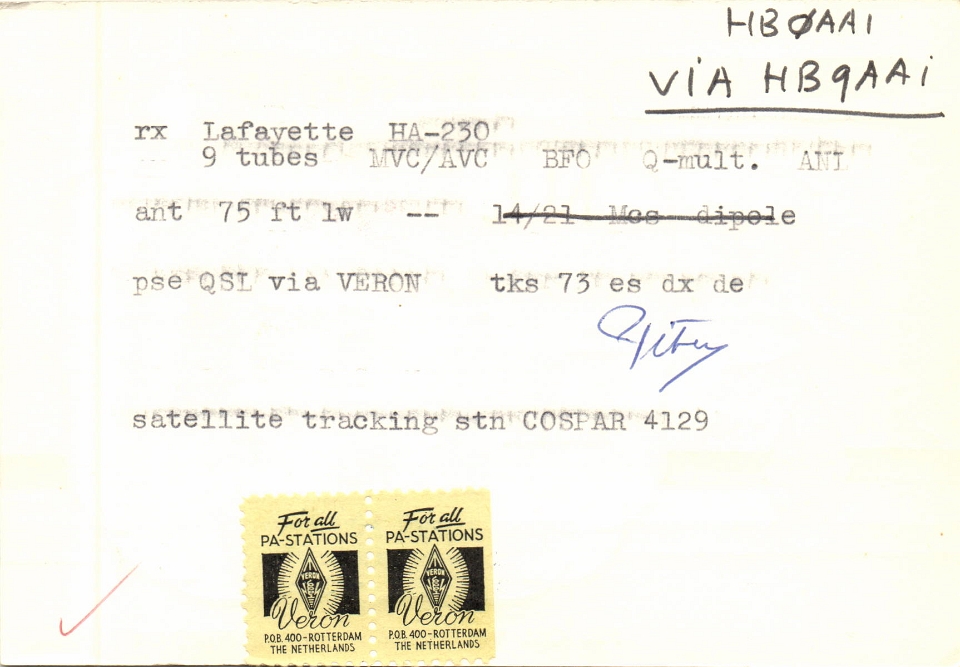 HBØAAI
VIA HB9AAi
rx Lafayette HA-230
9 tubes MVC/AVC BFO Q-mult. ANL
ant 75 ft lw -- 14/21 Mcs dipole
pse QSL via VERON tks 73 es dx de
satellite tracking stn COSPAR 4129
For all
PA-STATIONS
VERON
Veron
P.O.B. 400-ROTTERDAM
THE NETHERLANDS
For all
PA-STATIONS
VERON
Veron
P.O.B. 400-ROTTERDAM
THE NETHERLANDS